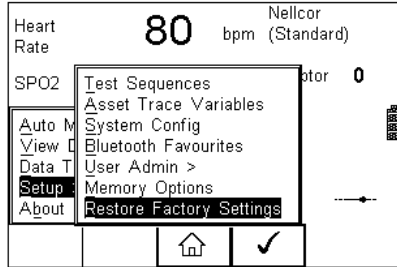 Heart Rate 80 bpm Nellcor (Standard)
SPO2 0
Test Sequences
Asset Trace Variables
System Config
Bluetooth Favourites
User Admin >
Memory Options
Restore Factory Settings
Auto
View
Data
Setup
About